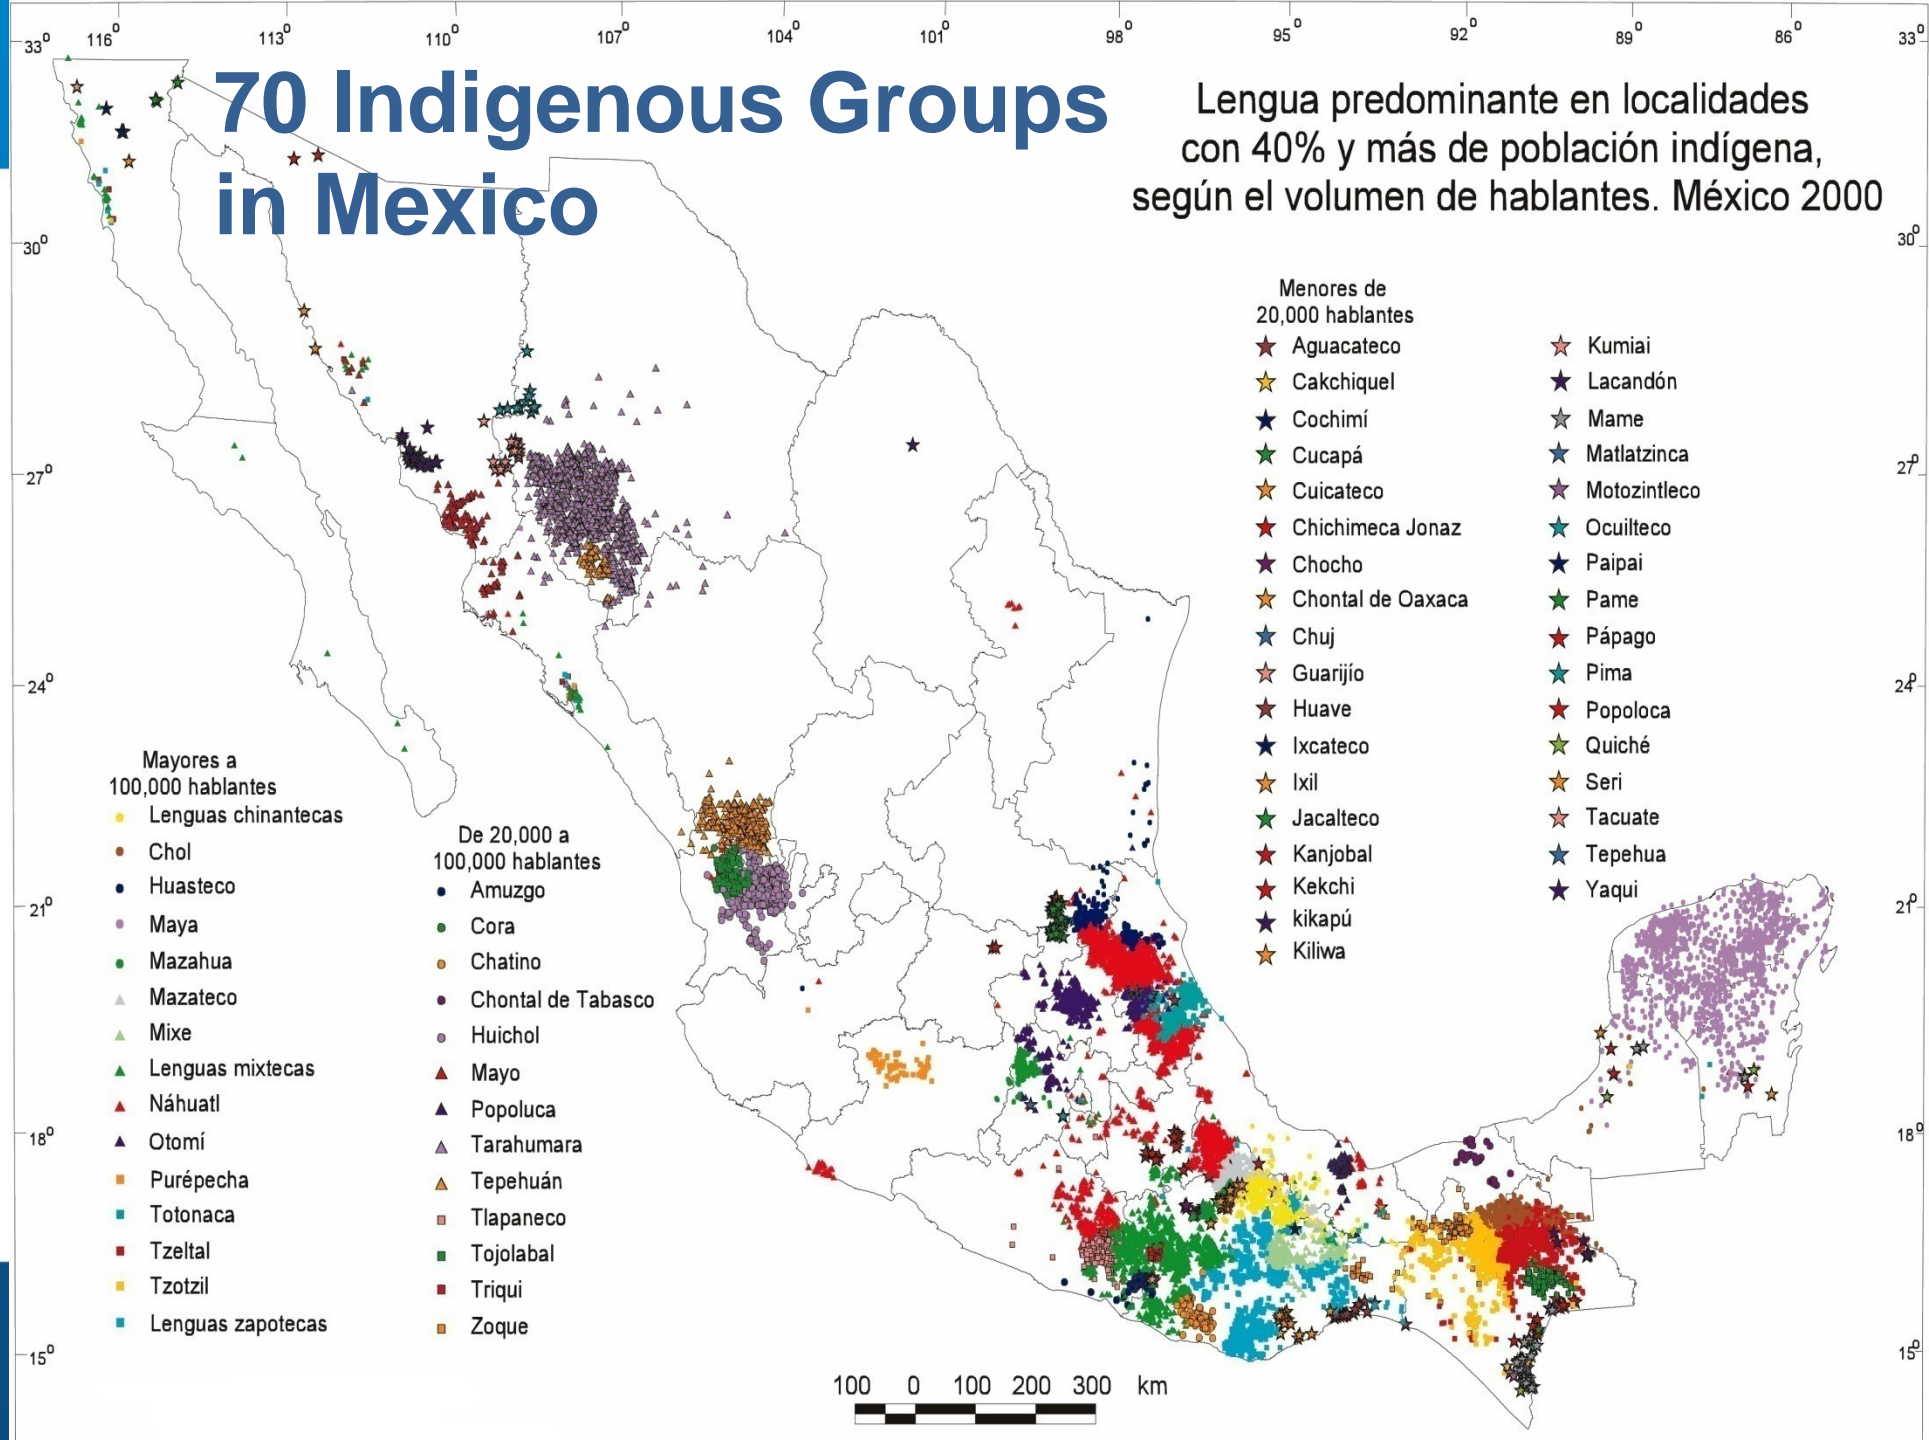 116° 113° 110° 107° 104° 101° 98° 95° 92° 89° 86°
33° 33°
70 Indigenous Groups
in Mexico
Lengua predominante en localidades
con 40% y más de población indígena,
según el volumen de hablantes. México 2000
30° 30°
27° 27°
24° 24°
21° 21°
18° 18°
15° 15°
Mayores a
100,000 hablantes
Lenguas chinantecas
Chol
Huasteco
Maya
Mazahua
Mazateco
Mixe
Lenguas mixtecas
Náhuatl
Otomí
Purépecha
Totonaca
Tzeltal
Tzotzil
Lenguas zapotecas
De 20,000 a
100,000 hablantes
Amuzgo
Cora
Chatino
Chontal de Tabasco
Huichol
Mayo
Popoluca
Tarahumara
Tepehuán
Tlapaneco
Tojolabal
Triqui
Zoque
Menores de
20,000 hablantes
Aguacateco
Cakchiquel
Cochimí
Cucapá
Cuicateco
Chichimeca Jonaz
Chocho
Chontal de Oaxaca
Chuj
Guarijío
Huave
Ixcateco
Ixil
Jacalteco
Kanjobal
Kekchi
kikapú
Kiliwa
Kumiai
Lacandón
Mame
Matlatzinca
Motozintleco
Ocuilteco
Paipai
Pame
Pápago
Pima
Popoloca
Quiché
Seri
Tacuate
Tepehua
Yaqui
100 0 100 200 300 km